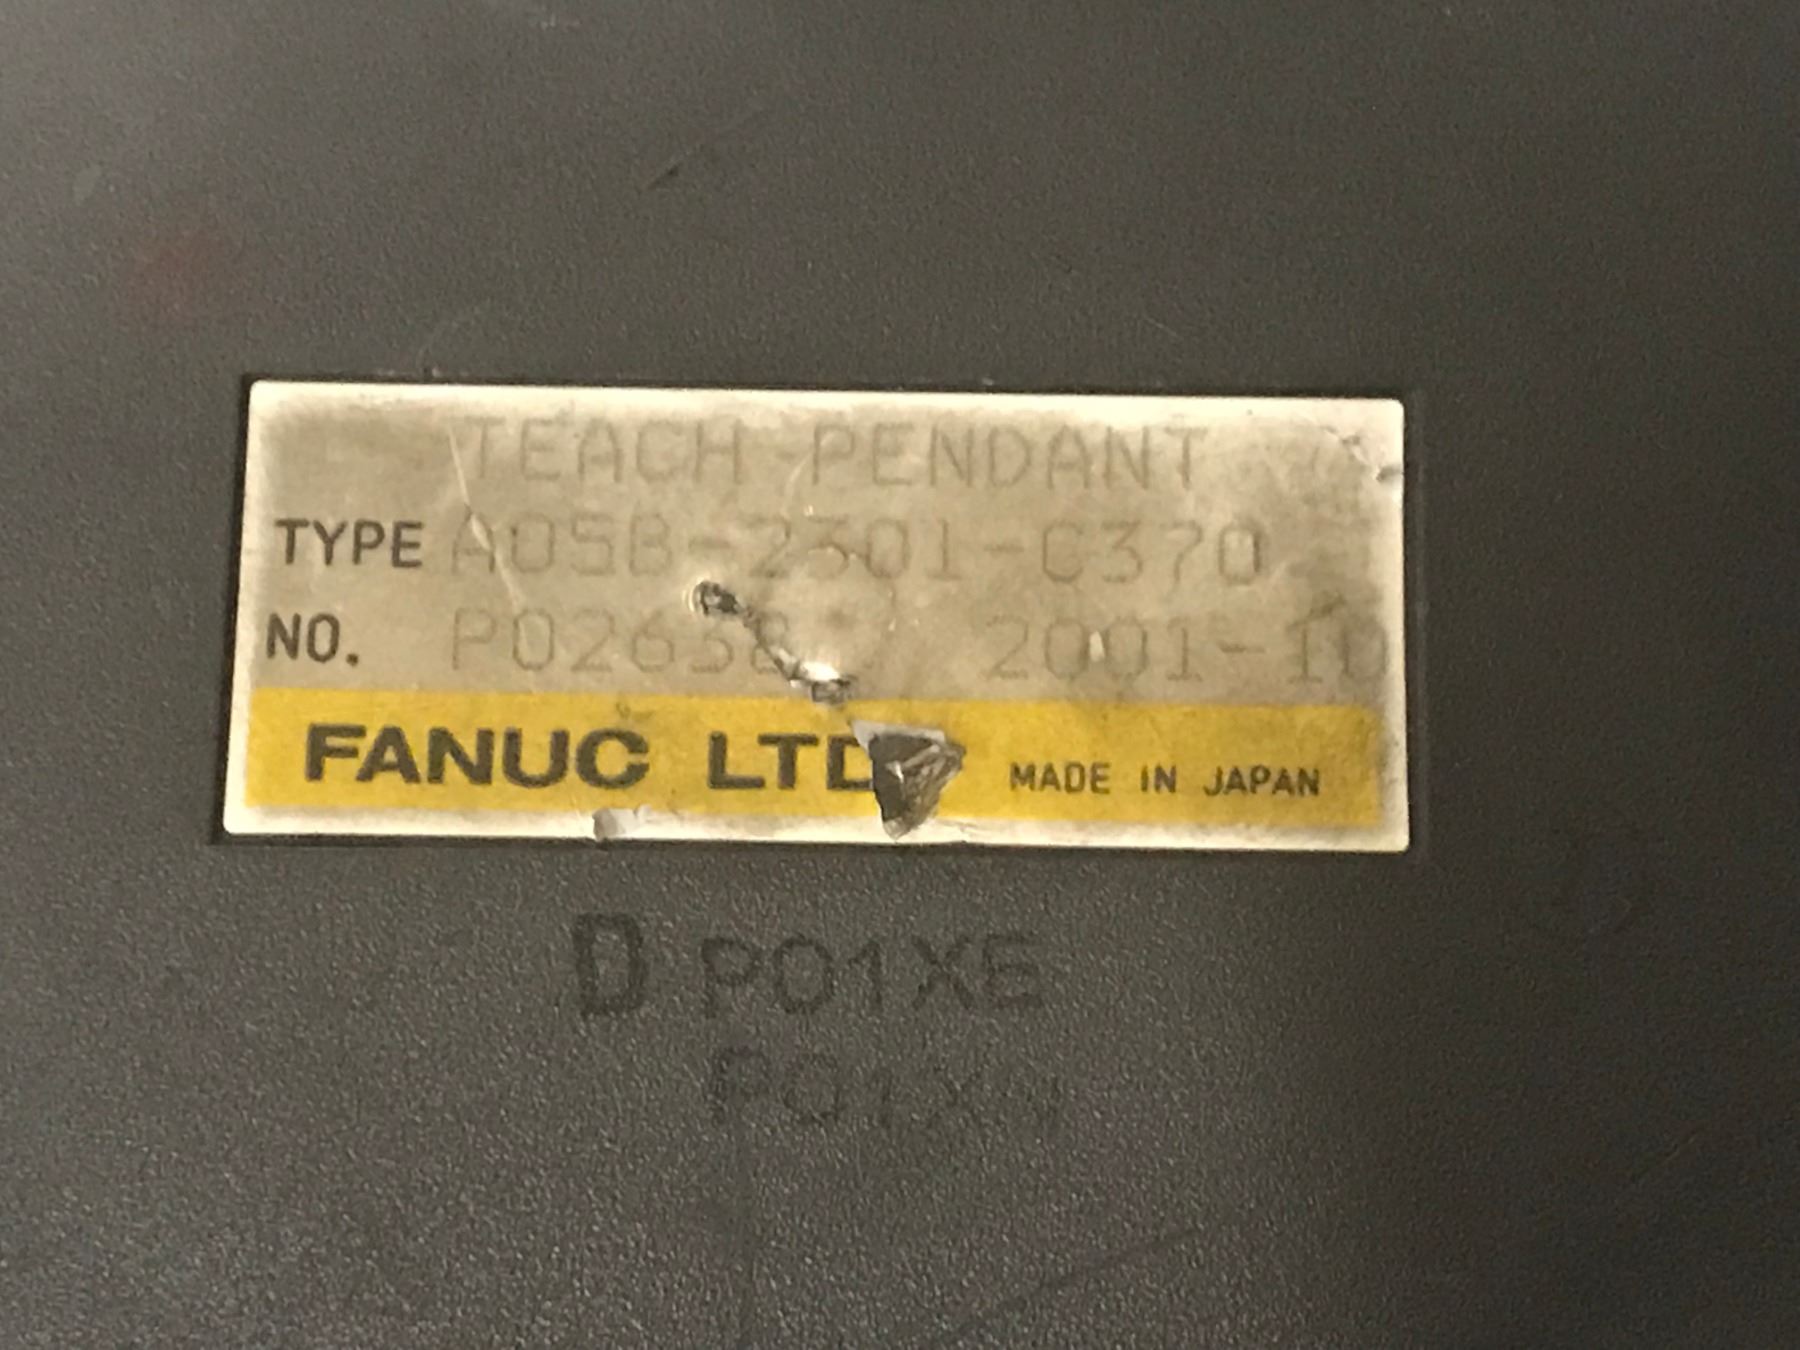 TEACH PENDANT
TYPE A05B-2301-C370
NO. 2001-10
FANUC LTD MADE IN JAPAN
D P01XE